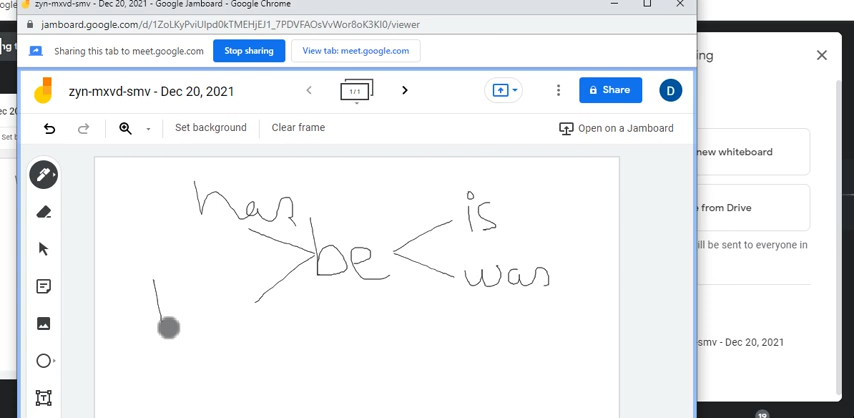 zyn-mxvd-smv - Dec 20, 2021 - Google Jamboard - Google Chrome
jamboard.google.com/d/1ZoLKyPviUIpd0kTMEHjEJ1_7PDVFAOsVvWor8oK3KI0/viewer
Sharing this tab to meet.google.com
Stop sharing
View tab: meet.google.com
zyn-mxvd-smv - Dec 20, 2021
1/1
Share
D
Set background
Clear frame
Open on a Jamboard
be
is
was
new whiteboard
from Drive
ill be sent to everyone in
smv - Dec 20, 2021
19